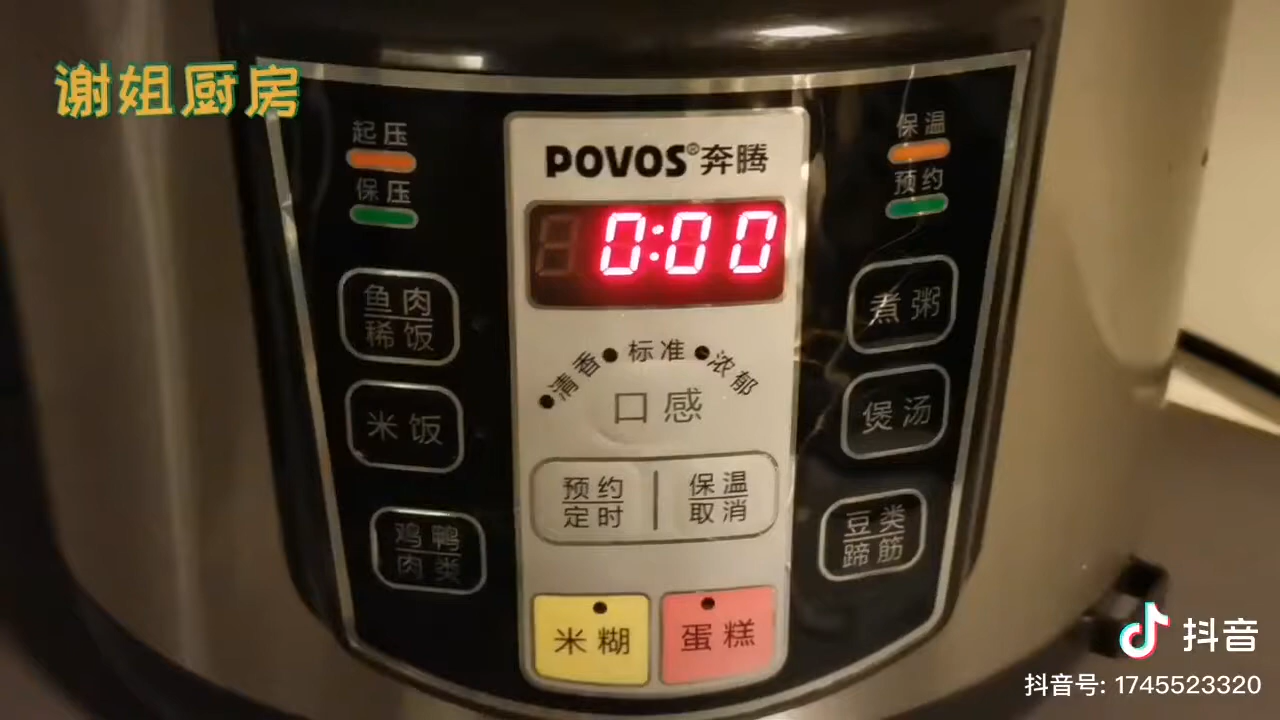 谢姐厨房
起压
保压
POVOS®奔腾
保温
预约
0:00
鱼肉
稀饭
米饭
鸡鸭
肉类
清香 标准 浓郁
口感
预约
定时
保温
取消
米糊
蛋糕
煮粥
煲汤
豆类
蹄筋
抖音
抖音号: 1745523320